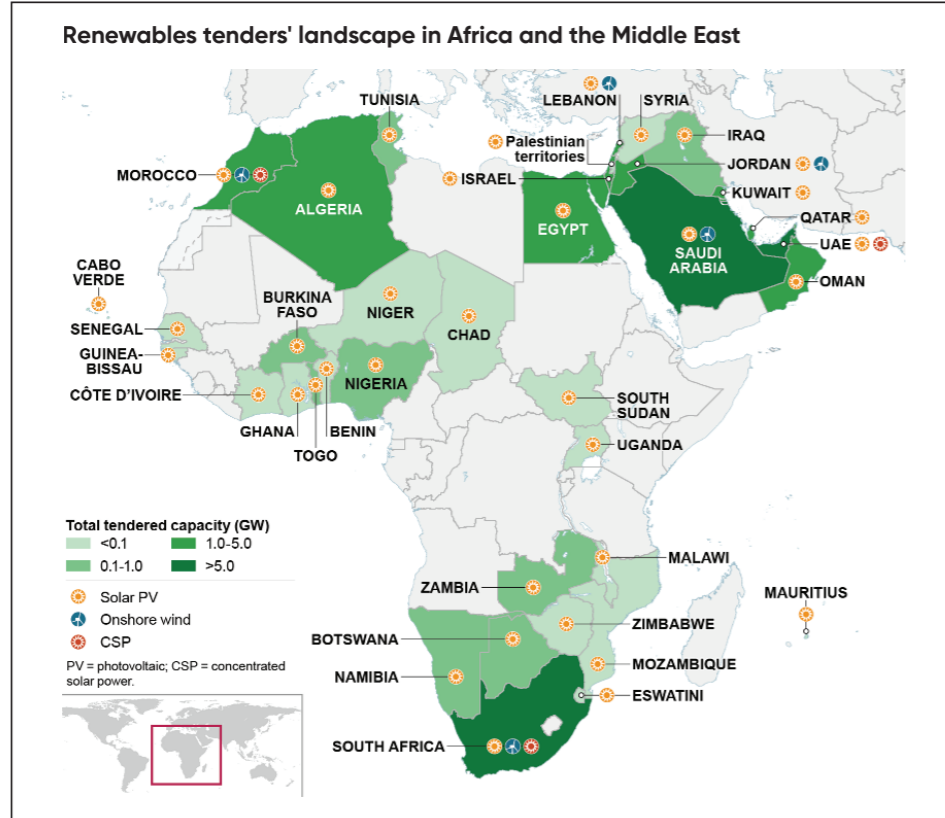 Renewables tenders' landscape in Africa and the Middle East
TUNISIA
LEBANON
SYRIA
Palestinian
territories
IRAQ
MOROCCO
ISRAEL
JORDAN
ALGERIA
KUWAIT
EGYPT
QATAR
SAUDI
ARABIA
UAE
OMAN
CABO
VERDE
BURKINA
FASO
NIGER
CHAD
SENEGAL
GUINEA-
BISSAU
NIGERIA
CÔTE D'IVOIRE
SOUTH
SUDAN
GHANA
BENIN
TOGO
UGANDA
Total tendered capacity (GW)
<0.1
1.0-5.0
0.1-1.0
>5.0
MALAWI
ZAMBIA
MAURITIUS
Solar PV
Onshore wind
CSP
ZIMBABWE
BOTSWANA
PV = photovoltaic; CSP = concentrated
solar power.
MOZAMBIQUE
NAMIBIA
ESWATINI
SOUTH AFRICA